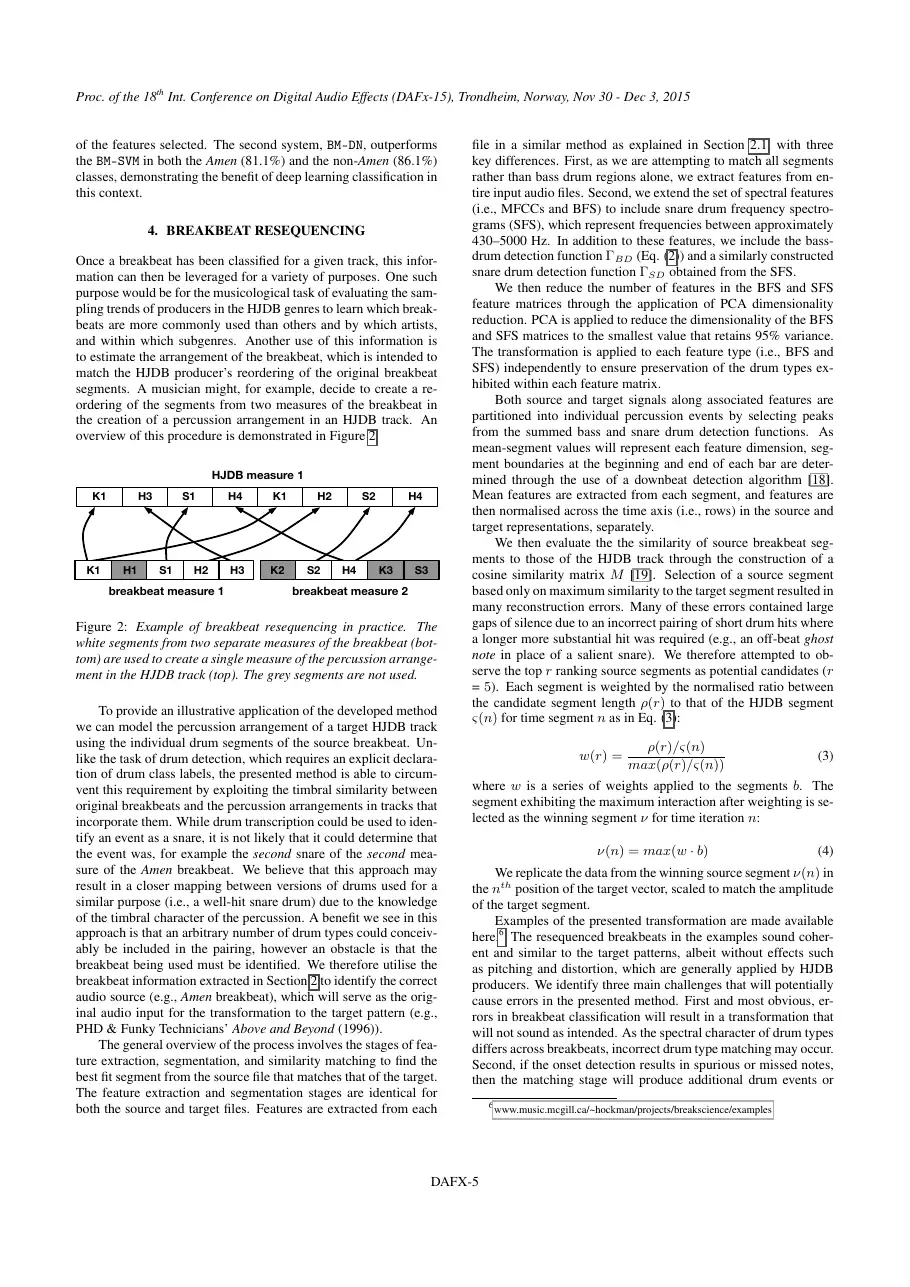 Proc. of the 18th Int. Conference on Digital Audio Effects (DAFx-15), Trondheim, Norway, Nov 30 - Dec 3, 2015
of the features selected. The second system, BM-DN, outperforms
the BM-SVM in both the Amen (81.1%) and the non-Amen (86.1%)
classes, demonstrating the benefit of deep learning classification in
this context.
4. BREAKBEAT RESEQUENCING
Once a breakbeat has been classified for a given track, this infor-
mation can then be leveraged for a variety of purposes. One such
purpose would be for the musicological task of evaluating the sam-
pling trends of producers in the HJDB genres to learn which break-
beats are more commonly used than others and by which artists,
and within which subgenres. Another use of this information is
to estimate the arrangement of the breakbeat, which is intended to
match the HJDB producer's reordering of the original breakbeat
segments. A musician might, for example, decide to create a re-
ordering of the segments from two measures of the breakbeat in
the creation of a percussion arrangement in an HJDB track. An
overview of this procedure is demonstrated in Figure 2.
HJDB measure 1
K1 H3 S1 H4 K1 H2 S2 H4
K1 H1 S1 H2 H3 K2 S2 H4 K3 S3
breakbeat measure 1 breakbeat measure 2
Figure 2: Example of breakbeat resequencing in practice. The
white segments from two separate measures of the breakbeat (bot-
tom) are used to create a single measure of the percussion arrange-
ment in the HJDB track (top). The grey segments are not used.
To provide an illustrative application of the developed method
we can model the percussion arrangement of a target HJDB track
using the individual drum segments of the source breakbeat. Un-
like the task of drum detection, which requires an explicit declara-
tion of drum class labels, the presented method is able to circum-
vent this requirement by exploiting the timbral similarity between
original breakbeats and the percussion arrangements in tracks that
incorporate them. While drum transcription could be used to iden-
tify an event as a snare, it is not likely that it could determine that
the event was, for example the second snare of the second mea-
sure of the Amen breakbeat. We believe that this approach may
result in a closer mapping between versions of drums used for a
similar purpose (i.e., a well-hit snare drum) due to the knowledge
of the timbral character of the percussion. A benefit we see in this
approach is that an arbitrary number of drum types could conceiv-
ably be included in the pairing, however an obstacle is that the
breakbeat being used must be identified. We therefore utilise the
breakbeat information extracted in Section 2 to identify the correct
audio source (e.g., Amen breakbeat), which will serve as the orig-
inal audio input for the transformation to the target pattern (e.g.,
PHD & Funky Technicians' Above and Beyond (1996)).
The general overview of the process involves the stages of fea-
ture extraction, segmentation, and similarity matching to find the
best fit segment from the source file that matches that of the target.
The feature extraction and segmentation stages are identical for
both the source and target files. Features are extracted from each
file in a similar method as explained in Section 2.1, with three
key differences. First, as we are attempting to match all segments
rather than bass drum regions alone, we extract features from en-
tire input audio files. Second, we extend the set of spectral features
(i.e., MFCCs and BFS) to include snare drum frequency spectro-
grams (SFS), which represent frequencies between approximately
430–5000 Hz. In addition to these features, we include the bass-
drum detection function Γ_BD (Eq. (2)) and a similarly constructed
snare drum detection function Γ_SD obtained from the SFS.
We then reduce the number of features in the BFS and SFS
feature matrices through the application of PCA dimensionality
reduction. PCA is applied to reduce the dimensionality of the BFS
and SFS matrices to the smallest value that retains 95% variance.
The transformation is applied to each feature type (i.e., BFS and
SFS) independently to ensure preservation of the drum types ex-
hibited within each feature matrix.
Both source and target signals along associated features are
partitioned into individual percussion events by selecting peaks
from the summed bass and snare drum detection functions. As
mean-segment values will represent each feature dimension, seg-
ment boundaries at the beginning and end of each bar are deter-
mined through the use of a downbeat detection algorithm [18].
Mean features are extracted from each segment, and features are
then normalised across the time axis (i.e., rows) in the source and
target representations, separately.
We then evaluate the the similarity of source breakbeat seg-
ments to those of the HJDB track through the construction of a
cosine similarity matrix M [19]. Selection of a source segment
based only on maximum similarity to the target segment resulted in
many reconstruction errors. Many of these errors contained large
gaps of silence due to an incorrect pairing of short drum hits where
a longer more substantial hit was required (e.g., an off-beat ghost
note in place of a salient snare). We therefore attempted to ob-
serve the top r ranking source segments as potential candidates (r
= 5). Each segment is weighted by the normalised ratio between
the candidate segment length ρ(r) to that of the HJDB segment
ς(n) for time segment n as in Eq. (3):
w(r) = ρ(r)/ς(n) / max(ρ(r)/ς(n)) (3)
where w is a series of weights applied to the segments b. The
segment exhibiting the maximum interaction after weighting is se-
lected as the winning segment ν for time iteration n:
ν(n) = max(w · b) (4)
We replicate the data from the winning source segment ν(n) in
the nth position of the target vector, scaled to match the amplitude
of the target segment.
Examples of the presented transformation are made available
here.6 The resequenced breakbeats in the examples sound coher-
ent and similar to the target patterns, albeit without effects such
as pitching and distortion, which are generally applied by HJDB
producers. We identify three main challenges that will potentially
cause errors in the presented method. First and most obvious, er-
rors in breakbeat classification will result in a transformation that
will not sound as intended. As the spectral character of drum types
differs across breakbeats, incorrect drum type matching may occur.
Second, if the onset detection results in spurious or missed notes,
then the matching stage will produce additional drum events or
6www.music.mcgill.ca/~hockman/projects/breakscience/examples
DAFX-5